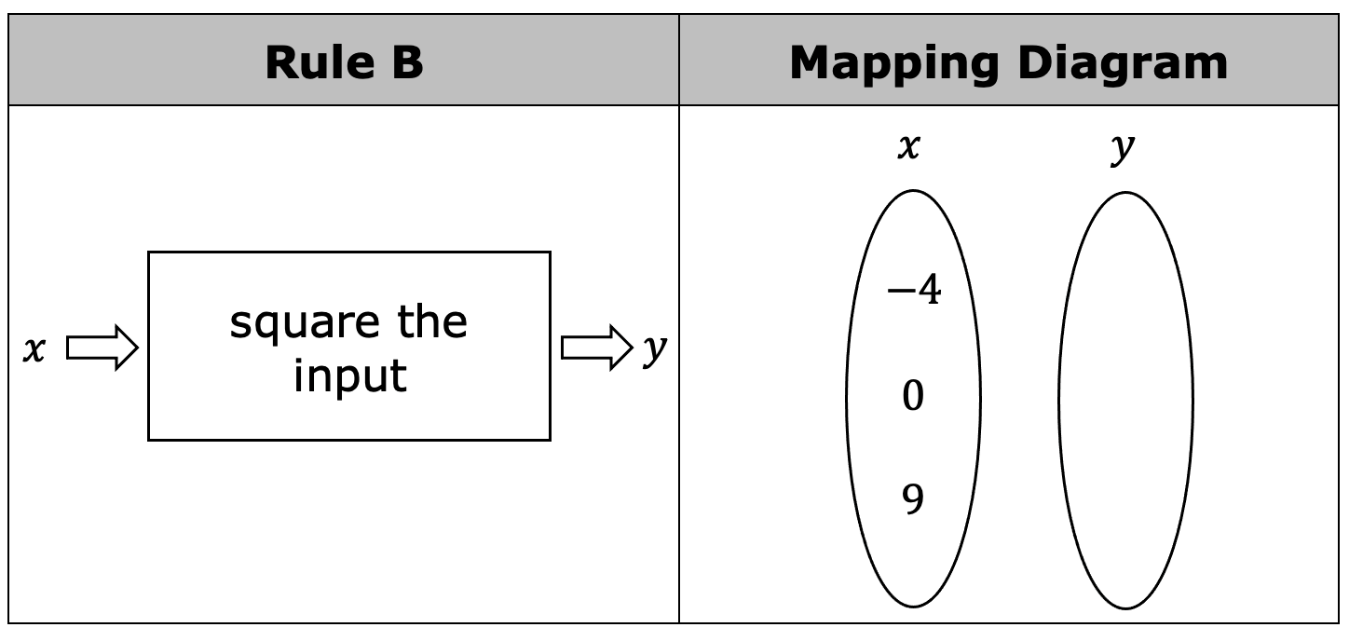 Rule B
Mapping Diagram
x
square the
input
y
x
y
−4
0
9